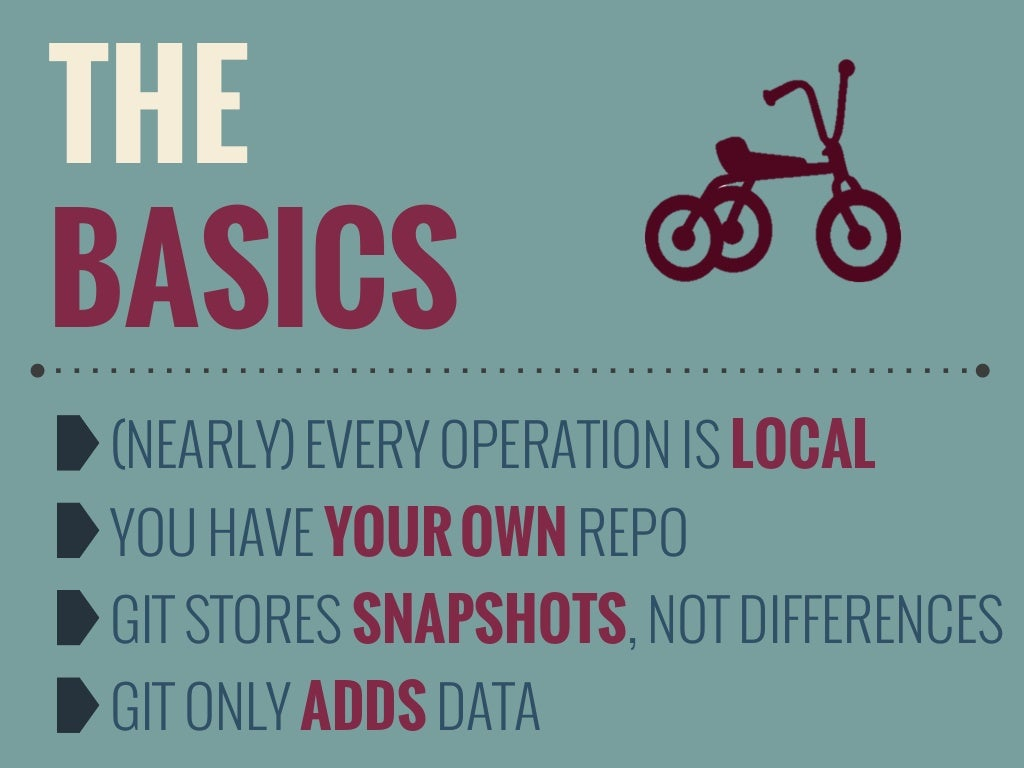 THE
BASICS
(NEARLY) EVERY OPERATION IS LOCAL
YOU HAVE YOUR OWN REPO
GIT STORES SNAPSHOTS, NOT DIFFERENCES
GIT ONLY ADDS DATA